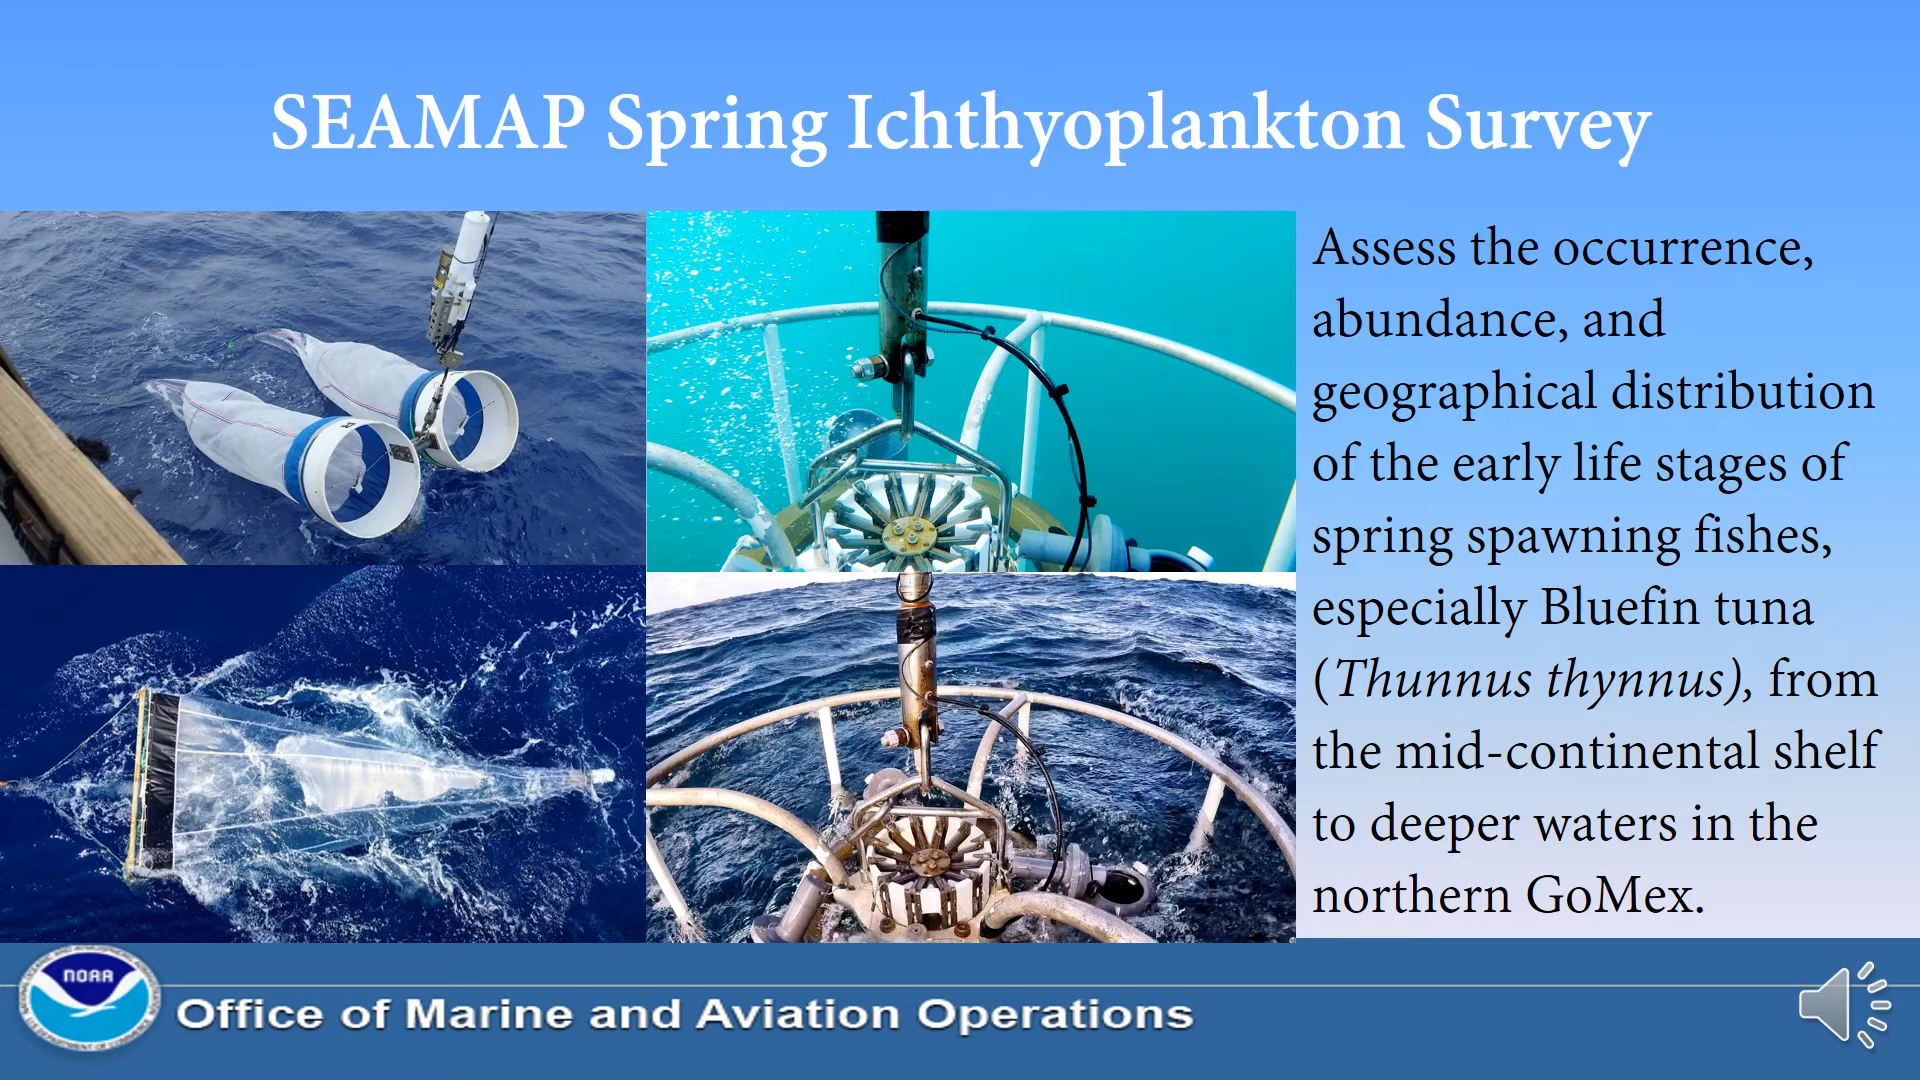 SEAMAP Spring Ichthyoplankton Survey
Assess the occurrence,
abundance, and
geographical distribution
of the early life stages of
spring spawning fishes,
especially Bluefin tuna
(Thunnus thynnus), from
the mid-continental shelf
to deeper waters in the
northern GoMex.
NOAA
Office of Marine and Aviation Operations